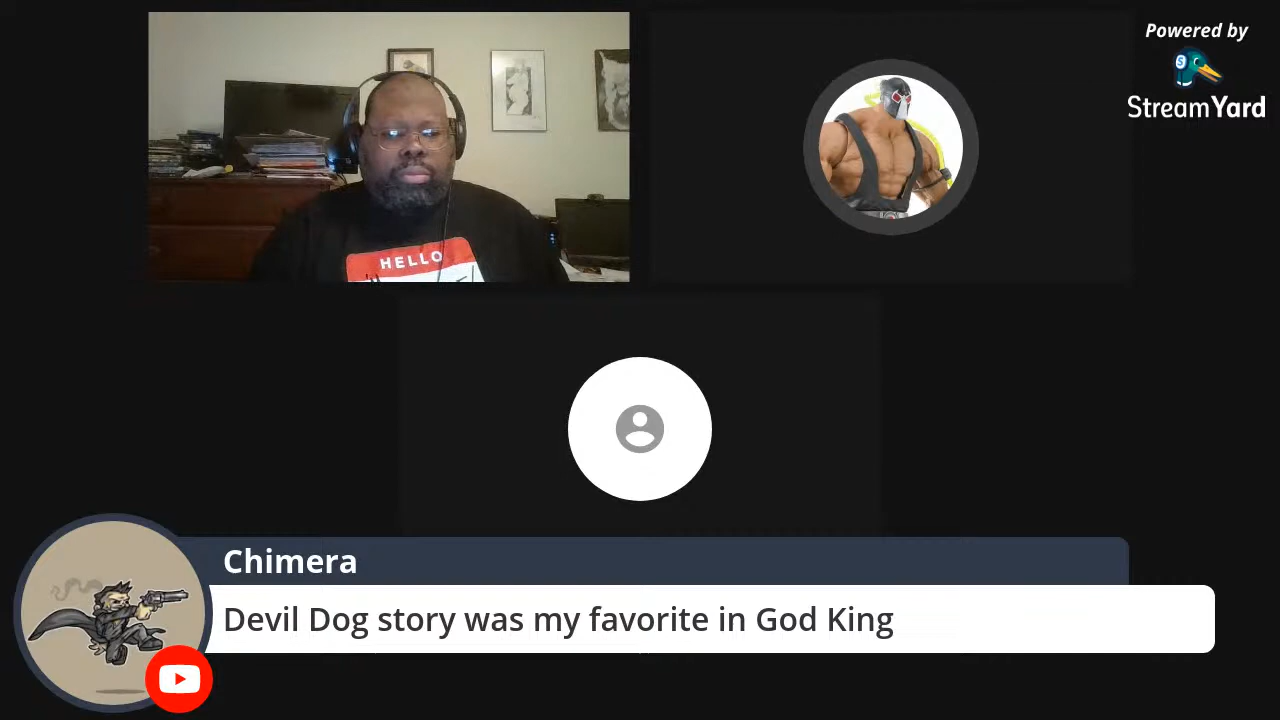 Powered by
StreamYard
HELLO
Chimera
Devil Dog story was my favorite in God King